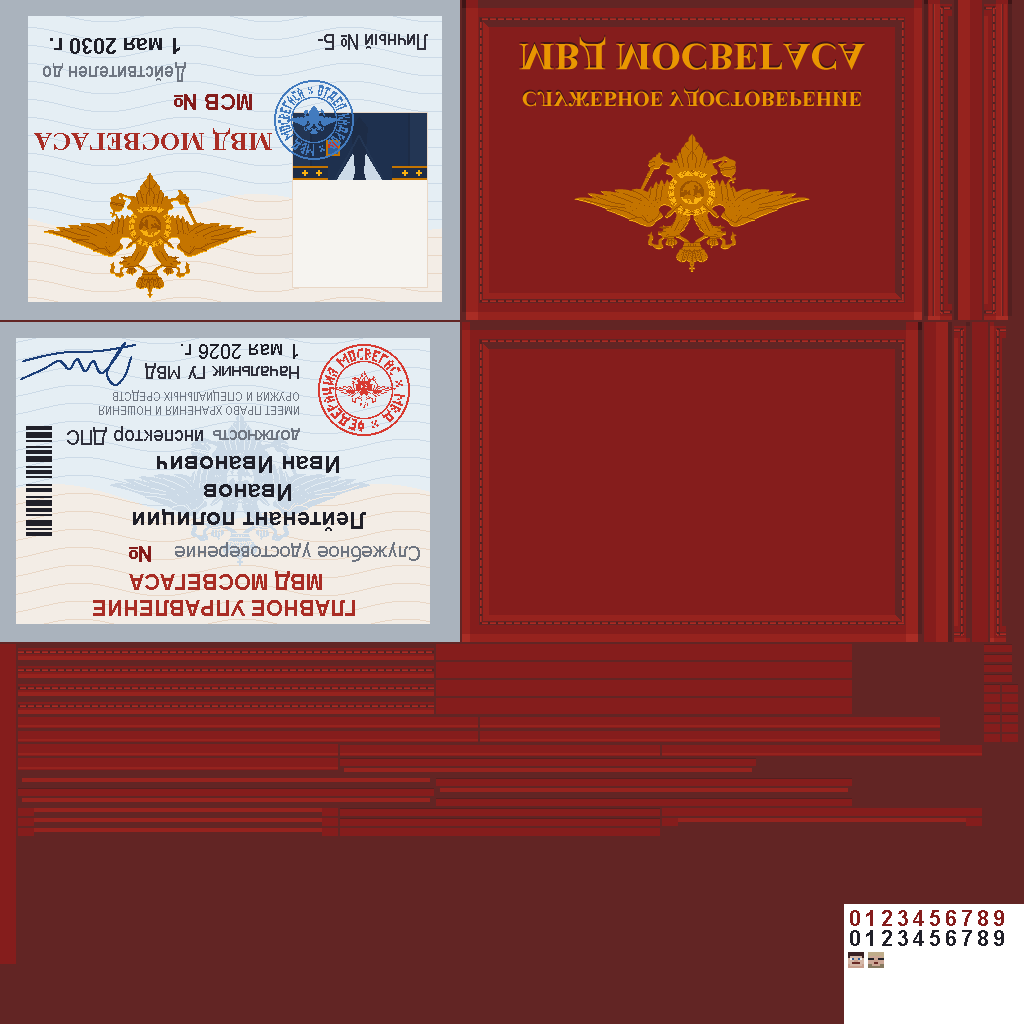 Личный № Б-
1 мая 2030 г.
Действителен до
МСВ №
МВД МОСВЕГАСА
МВД МОСВЕГАСА
СЛУЖЕБНОЕ УДОСТОВЕРЕНИЕ
ГЛАВНОЕ УПРАВЛЕНИЕ
МВД МОСВЕГАСА
Служебное удостоверение №
Лейтенант полиции
Иванов
Иван Иванович
должность инспектор ДПС
ИМЕЕТ ПРАВО ХРАНЕНИЯ И НОШЕНИЯ
ОРУЖИЯ И СПЕЦИАЛЬНЫХ СРЕДСТВ
Начальник ГУ МВД
1 мая 2026 г.
0123456789
0123456789